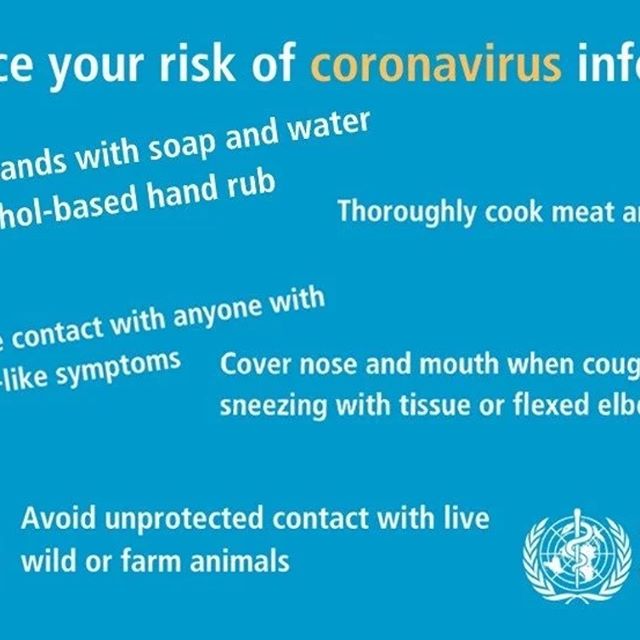 ce your risk of coronavirus inf
ands with soap and water
hol-based hand rub
Thoroughly cook meat a
e contact with anyone with
-like symptoms
Cover nose and mouth when coug
sneezing with tissue or flexed elb
Avoid unprotected contact with live
wild or farm animals